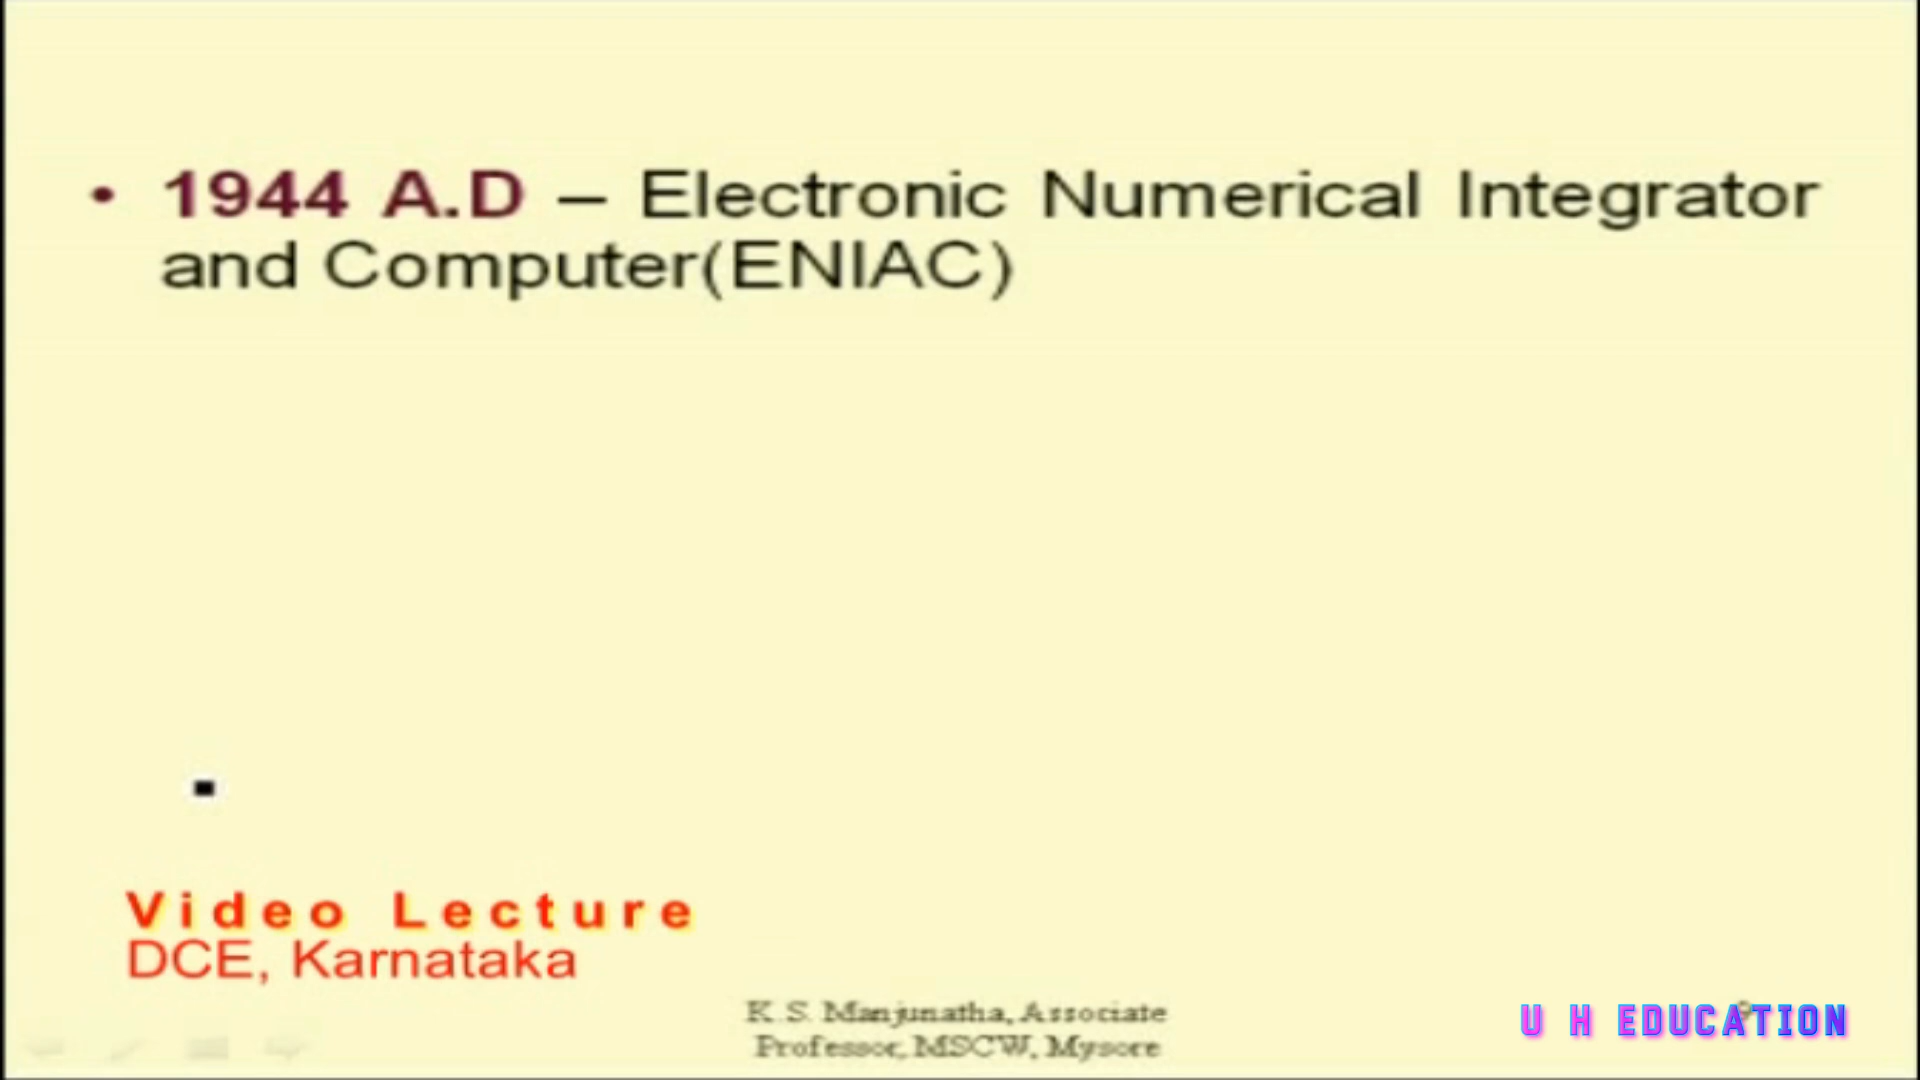 • 1944 A.D – Electronic Numerical Integrator
and Computer(ENIAC)
Video Lecture
DCE, Karnataka
K.S. Manjunatha, Associate
Professor, MSCW, Mysore
U H EDUCATION